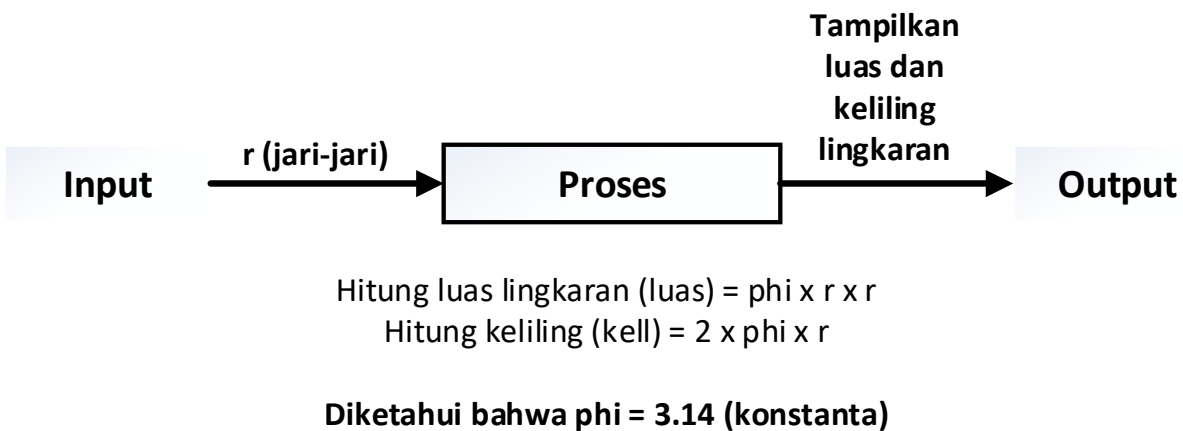 Input
r (jari-jari)
Proses
Tampilkan
luas dan
keliling
lingkaran
Output
Hitung luas lingkaran (luas) = phi x r x r
Hitung keliling (kell) = 2 x phi x r
Diketahui bahwa phi = 3.14 (konstanta)